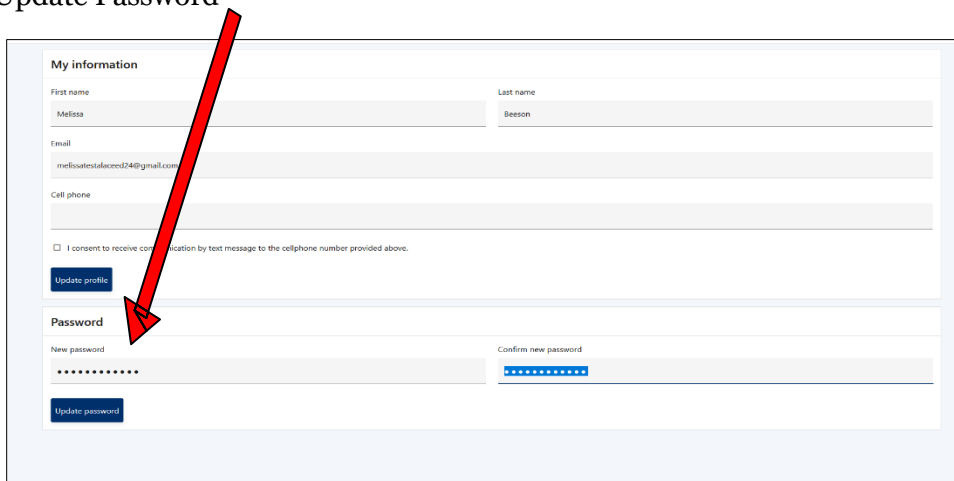 Update Password
My information
First name Last name
Melissa Beeson
Email
melissatestalaceed24@gmail.com
Cell phone
I consent to receive communication by text message to the cellphone number provided above.
Update profile
Password
New password Confirm new password
•••••••••••• ••••••••••••
Update password